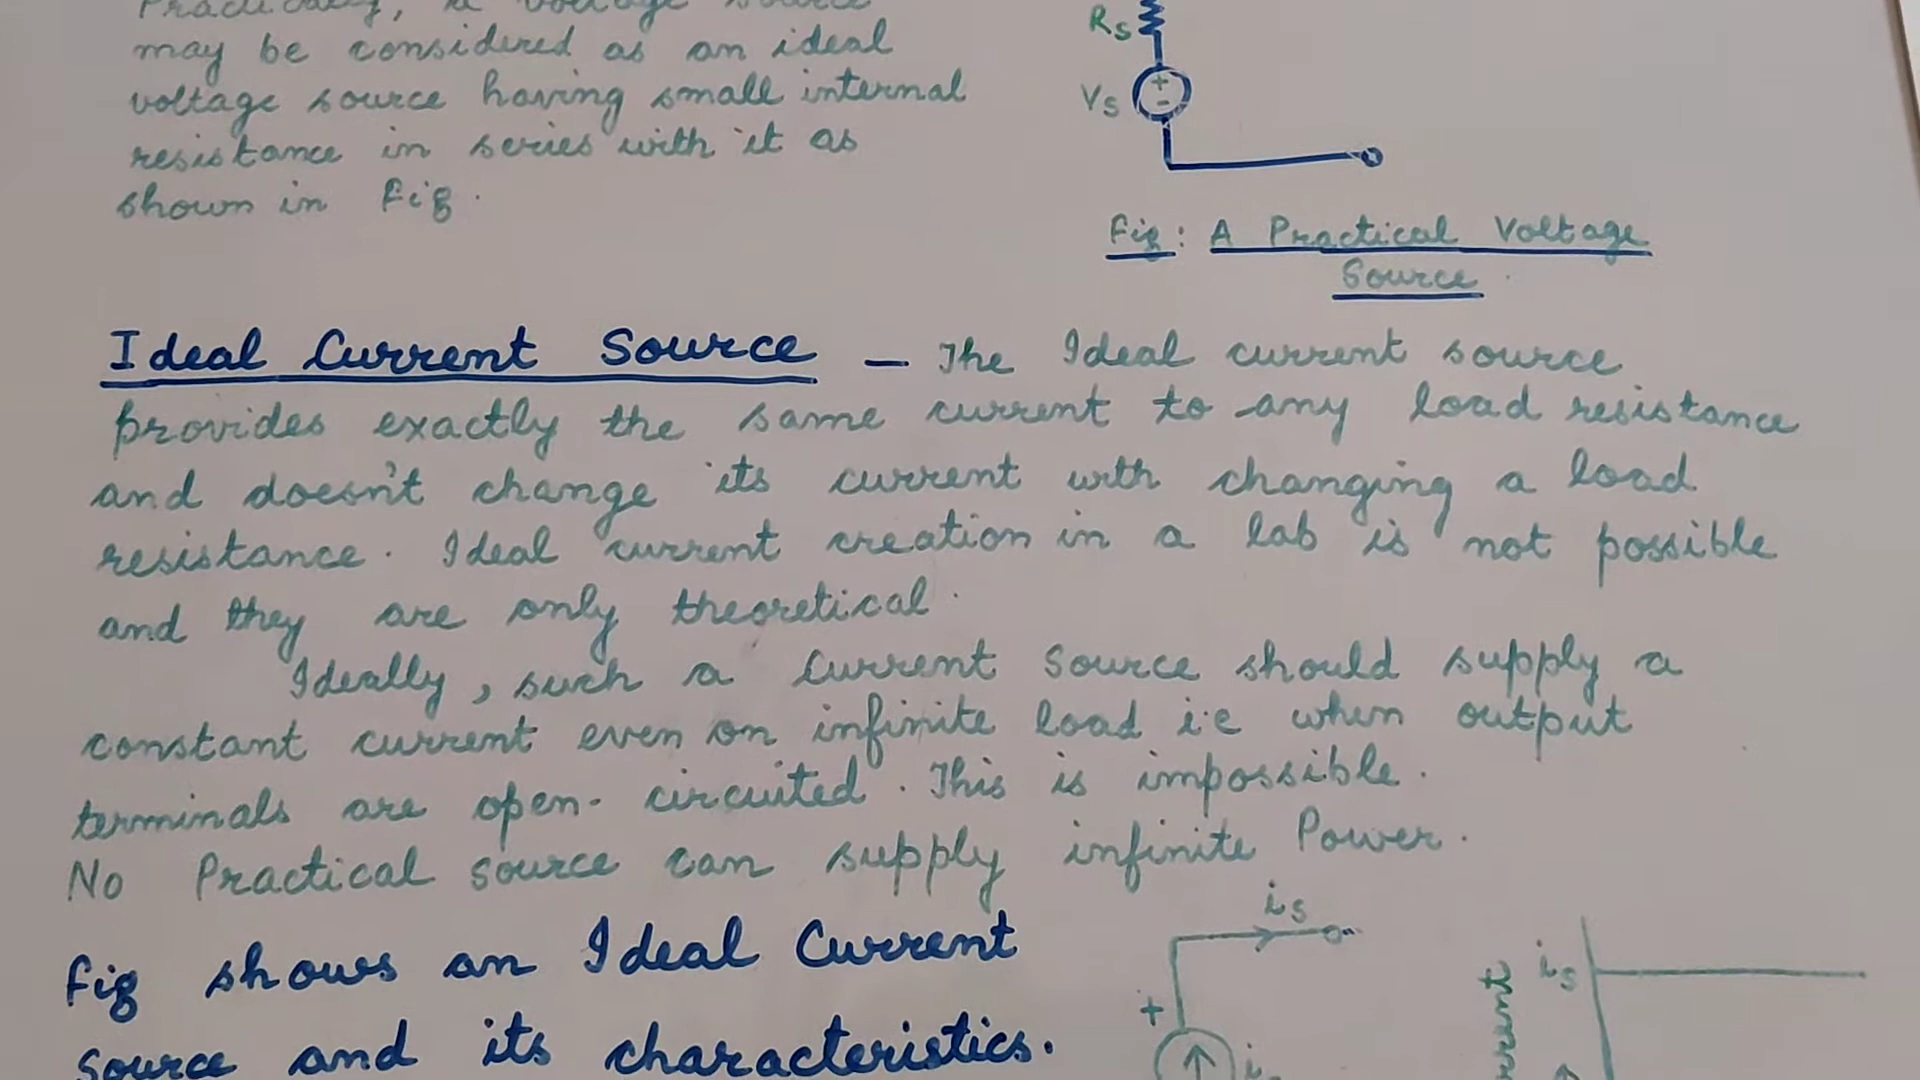 Practically, a voltage source
may be considered as an ideal
voltage source having small internal
resistance in series with it as
shown in Fig.
Rs
+
-
Vs
Fig: A Practical Voltage
Source
Ideal Current Source — The Ideal current source
provides exactly the same current to any load resistance
and doesn't change its current with changing a load
resistance. Ideal current creation in a lab is not possible
and they are only theoretical.
Ideally, such a Current Source should supply a
constant current even on infinite load i.e when output
terminals are open-circuited. This is impossible.
No Practical source can supply infinite Power.
Fig shows an Ideal Current
Source and its characteristics.
is
+
is